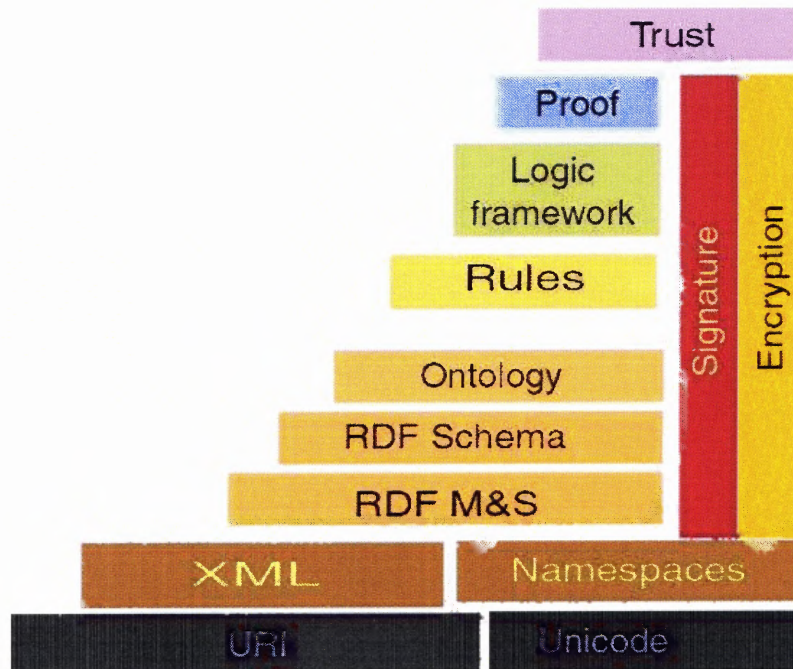 Trust
Proof
Logic
framework
Rules
Signature
Encryption
Ontology
RDF Schema
RDF M&S
XML
Namespaces
URI
Unicode